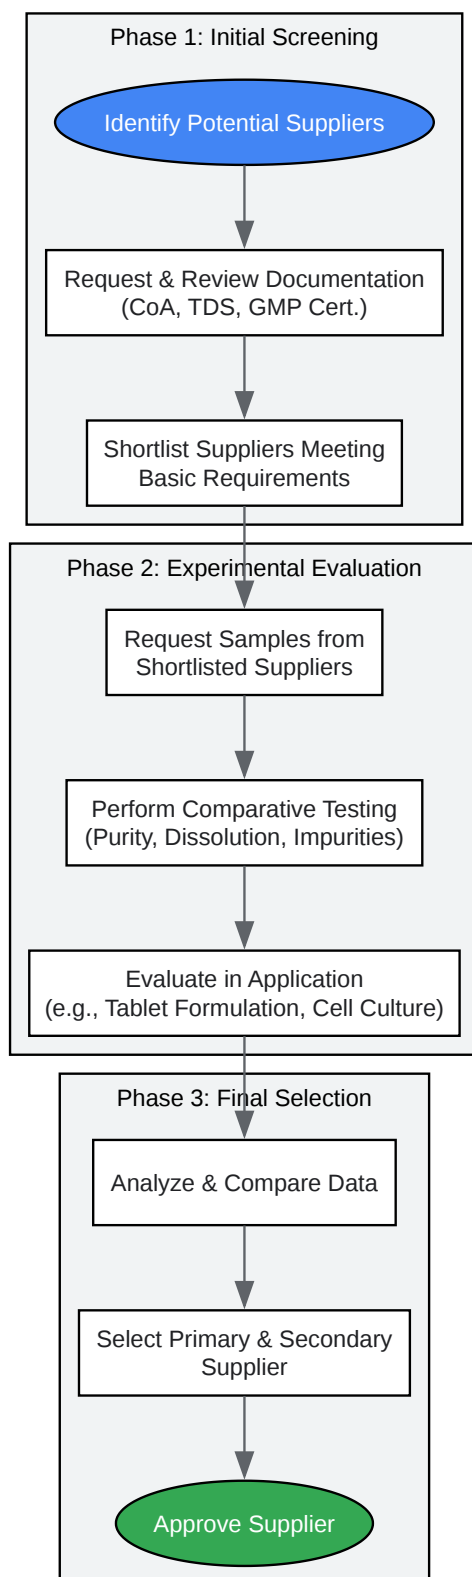 Phase 1: Initial Screening
Identify Potential Suppliers
Request & Review Documentation
(CoA, TDS, GMP Cert.)
Shortlist Suppliers Meeting
Basic Requirements
Phase 2: Experimental Evaluation
Request Samples from
Shortlisted Suppliers
Perform Comparative Testing
(Purity, Dissolution, Impurities)
Evaluate in Application
(e.g., Tablet Formulation, Cell Culture)
Phase 3: Final Selection
Analyze & Compare Data
Select Primary & Secondary
Supplier
Approve Supplier